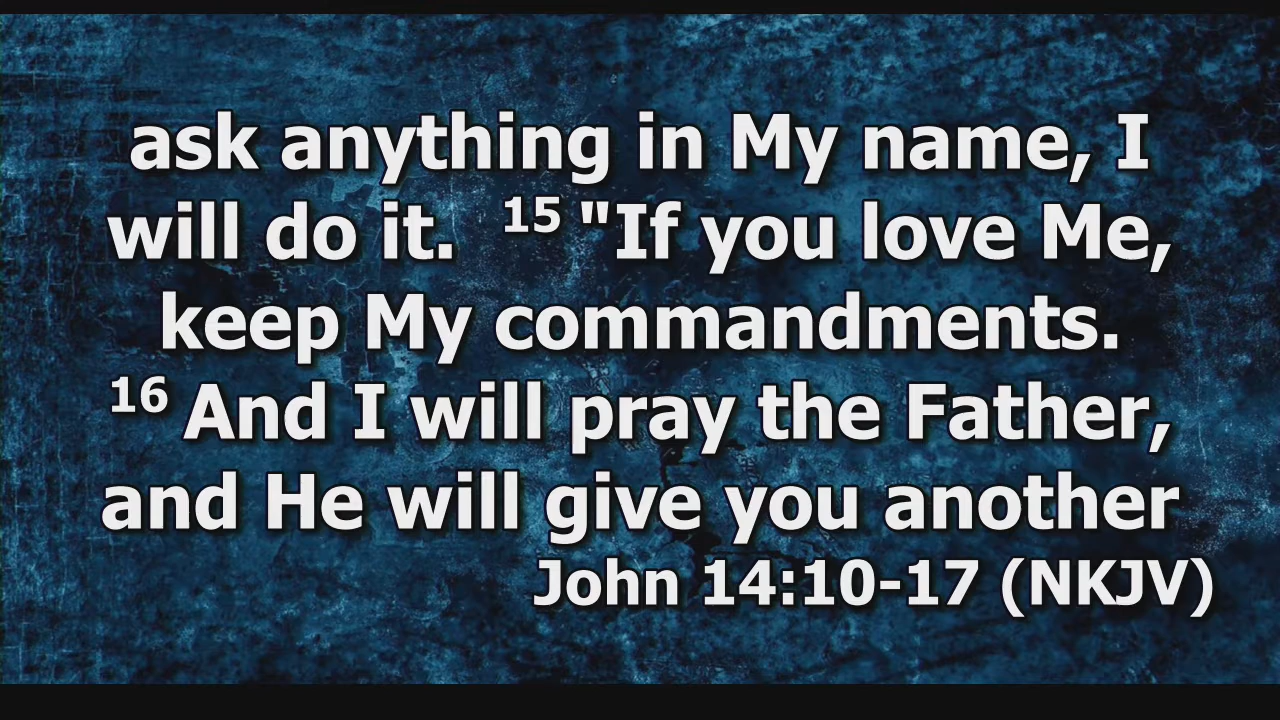 ask anything in My name, I
will do it. 15 "If you love Me,
keep My commandments.
16 And I will pray the Father,
and He will give you another
John 14:10-17 (NKJV)